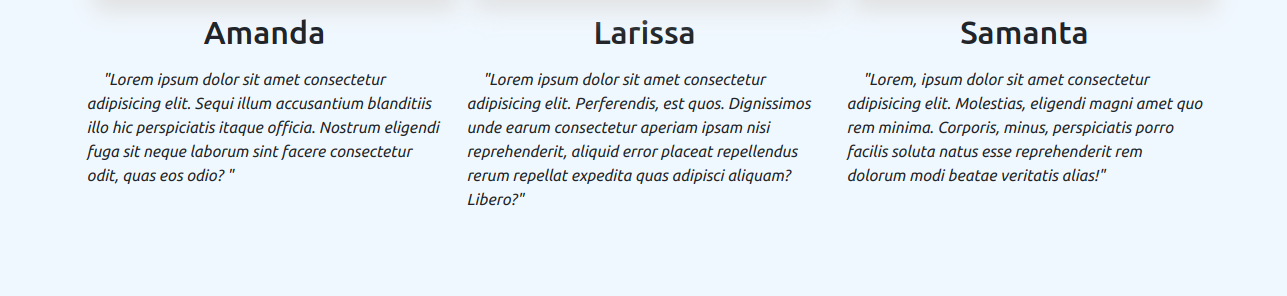 Amanda
"Lorem ipsum dolor sit amet consectetur
adipisicing elit. Sequi illum accusantium blanditiis
illo hic perspiciatis itaque officia. Nostrum eligendi
fuga sit neque laborum sint facere consectetur
odit, quas eos odio? "
Larissa
"Lorem ipsum dolor sit amet consectetur
adipisicing elit. Perferendis, est quos. Dignissimos
unde earum consectetur aperiam ipsam nisi
reprehenderit, aliquid error placeat repellendus
rerum repellat expedita quas adipisci aliquam?
Libero?"
Samanta
"Lorem, ipsum dolor sit amet consectetur
adipisicing elit. Molestias, eligendi magni amet quo
rem minima. Corporis, minus, perspiciatis porro
facilis soluta natus esse reprehenderit rem
dolorum modi beatae veritatis alias!"